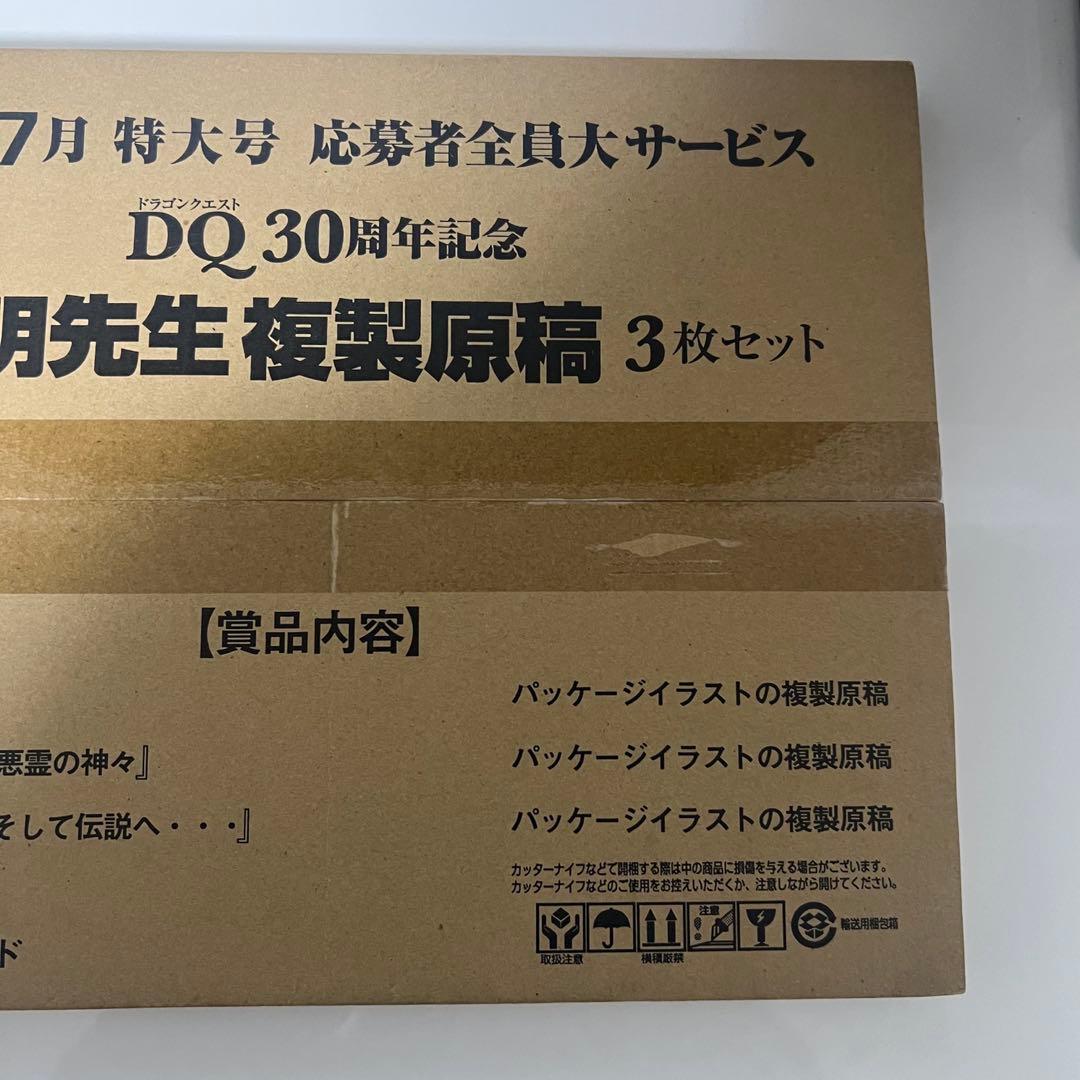 7月 特大号 応募者全員大サービス
ドラゴンクエスト
DQ 30周年記念
明先生 複製原稿 3枚セット
【賞品内容】
パッケージイラストの複製原稿
悪霊の神々』 パッケージイラストの複製原稿
そして伝説へ・・・』 パッケージイラストの複製原稿
カッターナイフなどで開梱する際は中の商品に損傷を与える場合がございます。
カッターナイフなどのご使用をお控えいただくか、注意しながら開けてください。
注意
輸送用梱包箱
ド
取扱注意 横積厳禁